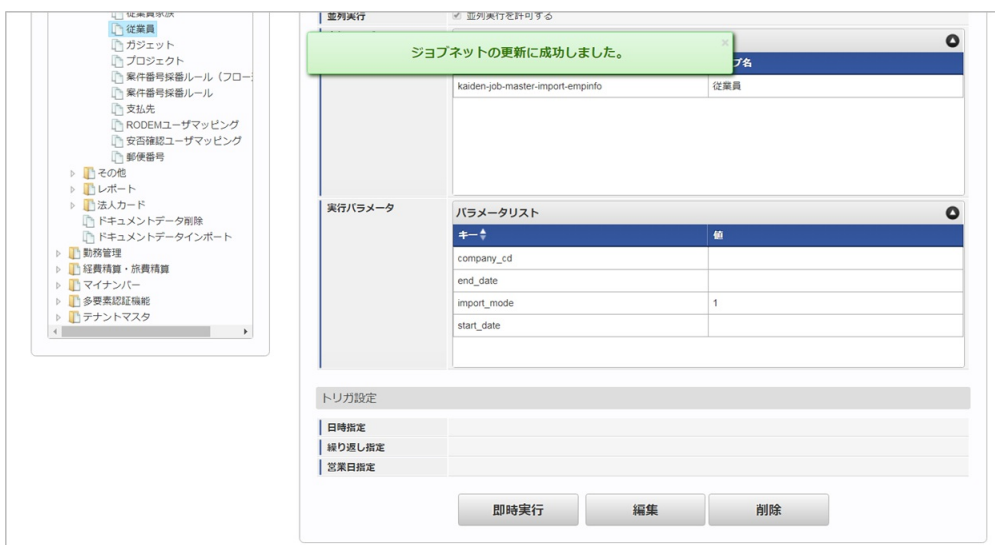 従業員家族
従業員
ガジェット
プロジェクト
案件番号採番ルール（フロー
案件番号採番ルール
支払先
RODEMユーザマッピング
安否確認ユーザマッピング
郵便番号
その他
レポート
法人カード
ドキュメントデータ削除
ドキュメントデータインポート
勤務管理
経費精算・旅費精算
マイナンバー
多要素認証機能
テナントマスタ
並列実行
並列実行を許可する
ジョブネットの更新に成功しました。
×
ブ名
kaiden-job-master-import-empinfo
従業員
実行パラメータ
パラメータリスト
キー
値
company_cd
end_date
import_mode
1
start_date
トリガ設定
日時指定
繰り返し指定
営業日指定
即時実行
編集
削除